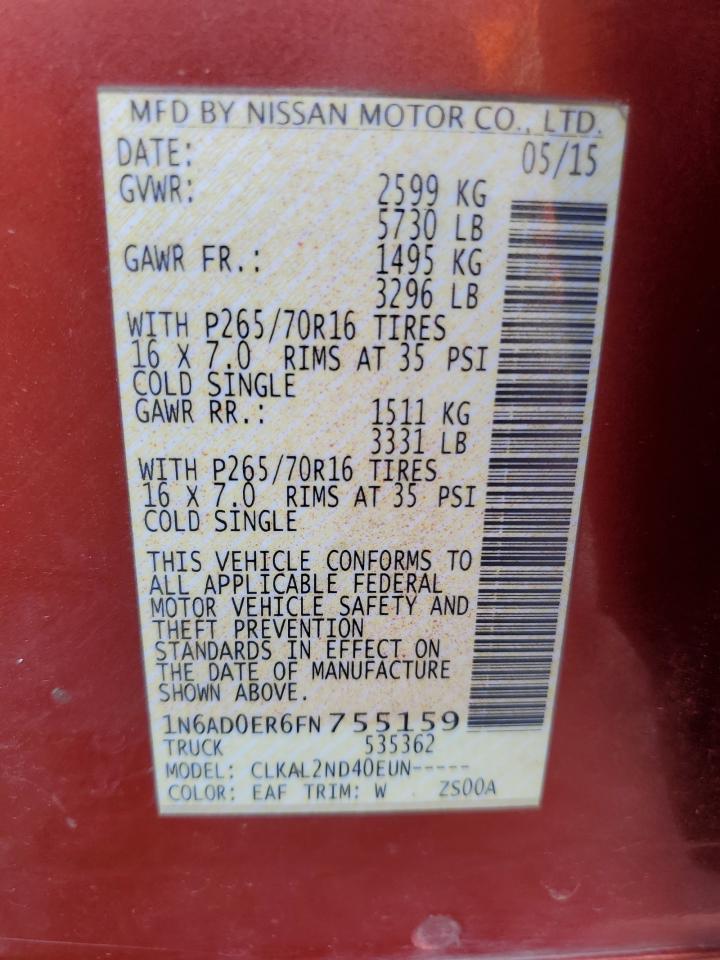 MFD BY NISSAN MOTOR CO., LTD.
DATE: 05/15
GVWR: 2599 KG
5730 LB
GAWR FR.: 1495 KG
3296 LB
WITH P265/70R16 TIRES
16 X 7.0 RIMS AT 35 PSI
COLD SINGLE
GAWR RR.: 1511 KG
3331 LB
WITH P265/70R16 TIRES
16 X 7.0 RIMS AT 35 PSI
COLD SINGLE
THIS VEHICLE CONFORMS TO
ALL APPLICABLE FEDERAL
MOTOR VEHICLE SAFETY AND
THEFT PREVENTION
STANDARDS IN EFFECT ON
THE DATE OF MANUFACTURE
SHOWN ABOVE.
1N6AD0ER6FN755159
TRUCK 535362
MODEL: CLKAL2ND40EUN-----
COLOR: EAF TRIM: W ZS00A